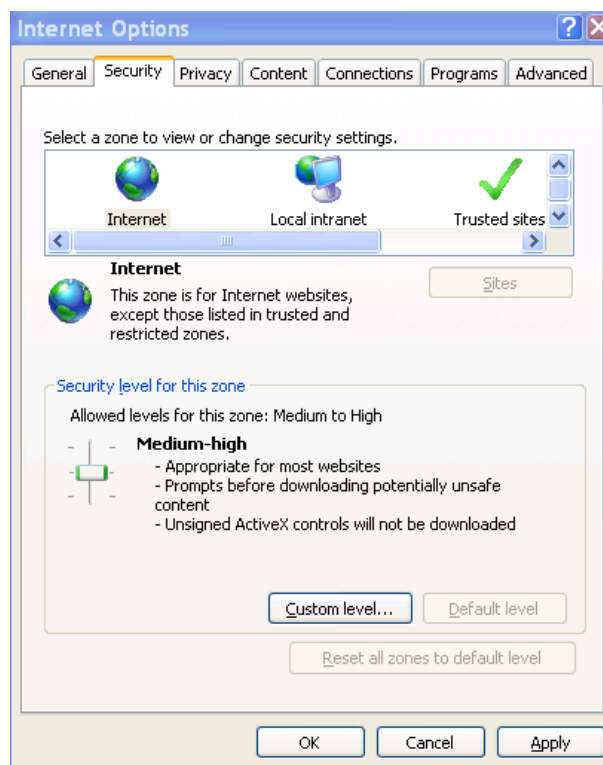 Internet Options
General Security Privacy Content Connections Programs Advanced
Select a zone to view or change security settings.
Internet Local intranet Trusted sites
Internet
Sites
This zone is for Internet websites,
except those listed in trusted and
restricted zones.
Security level for this zone
Allowed levels for this zone: Medium to High
Medium-high
- Appropriate for most websites
- Prompts before downloading potentially unsafe
content
- Unsigned ActiveX controls will not be downloaded
Custom level... Default level
Reset all zones to default level
OK Cancel Apply